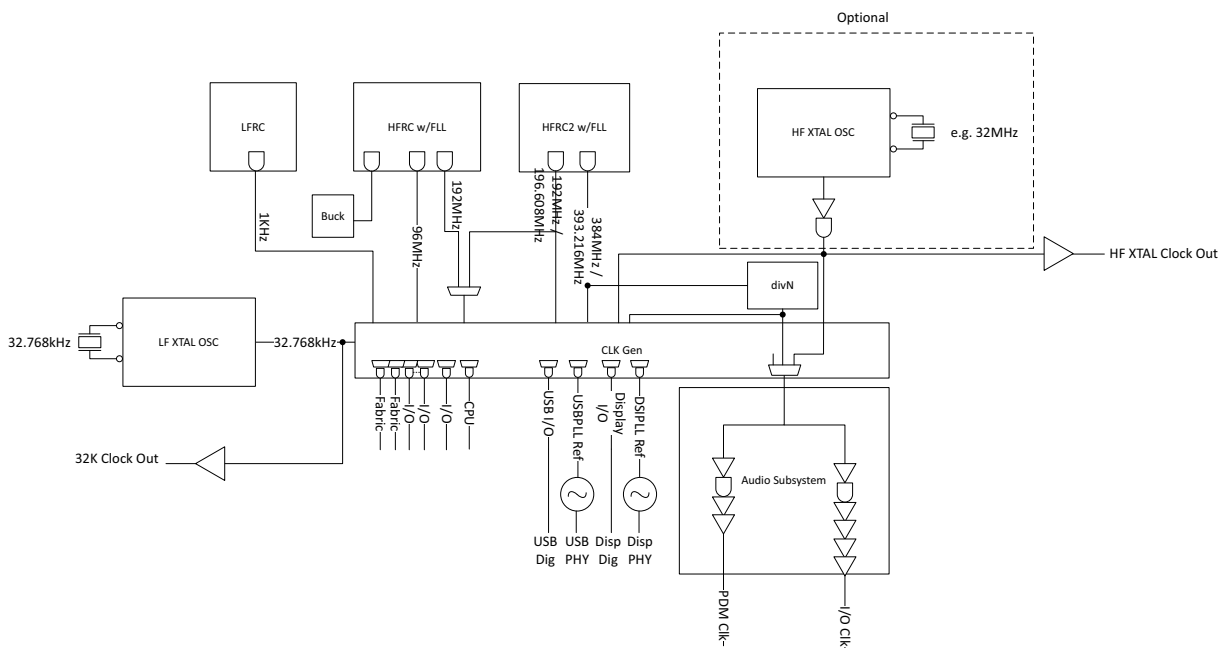 Optional
LFRC
HFRC w/FLL
HFRC2 w/FLL
HF XTAL OSC
e.g. 32MHz
Buck
1KHz
96MHz
192MHz
192MHz /
196.608MHz
384MHz /
393.216MHz
HF XTAL Clock Out
divN
32.768kHz
LF XTAL OSC
32.768kHz
CLK Gen
...
Fabric
Fabric
I/O
I/O
I/O
CPU
USB I/O
USBPLL Ref
Display
I/O
DSIPLL Ref
32K Clock Out
Audio Subsystem
USB
Dig
USB
PHY
Disp
Dig
Disp
PHY
PDM Clk
I/O Clk